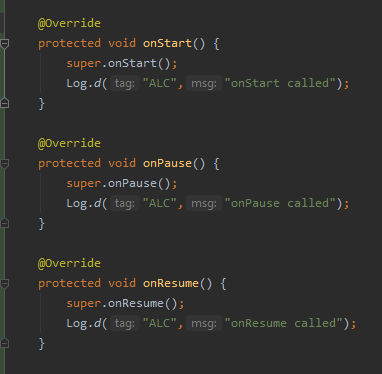 @Override
protected void onStart() {
super.onStart();
Log.d( tag: "ALC", msg: "onStart called");
}
@Override
protected void onPause() {
super.onPause();
Log.d( tag: "ALC", msg: "onPause called");
}
@Override
protected void onResume() {
super.onResume();
Log.d( tag: "ALC", msg: "onResume called");
}